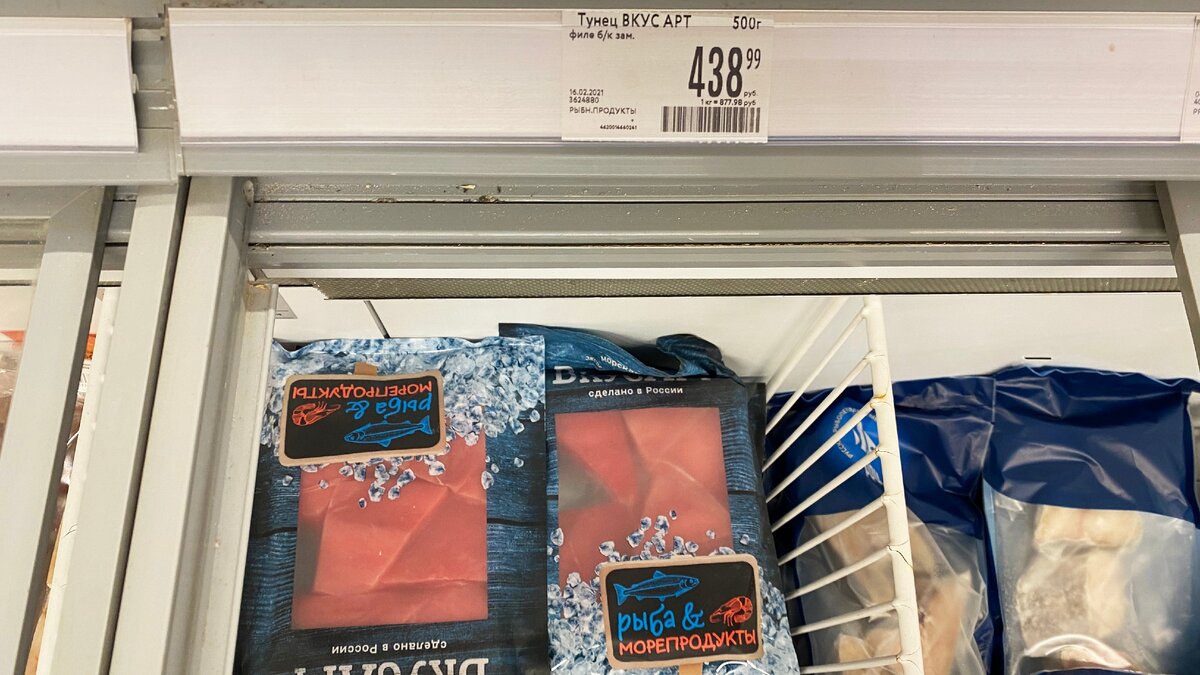 Тунец ВКУС АРТ 500г
филе б/к зам.
438 99
руб.
16.02.2021
3624880
1 кг = 877.98 руб
РЫБН.ПРОДУКТЫ
+
4620016660261
рыба &
МОРЕПРОДУКТЫ
сделано в России
сделано в России
рыба &
МОРЕПРОДУКТЫ